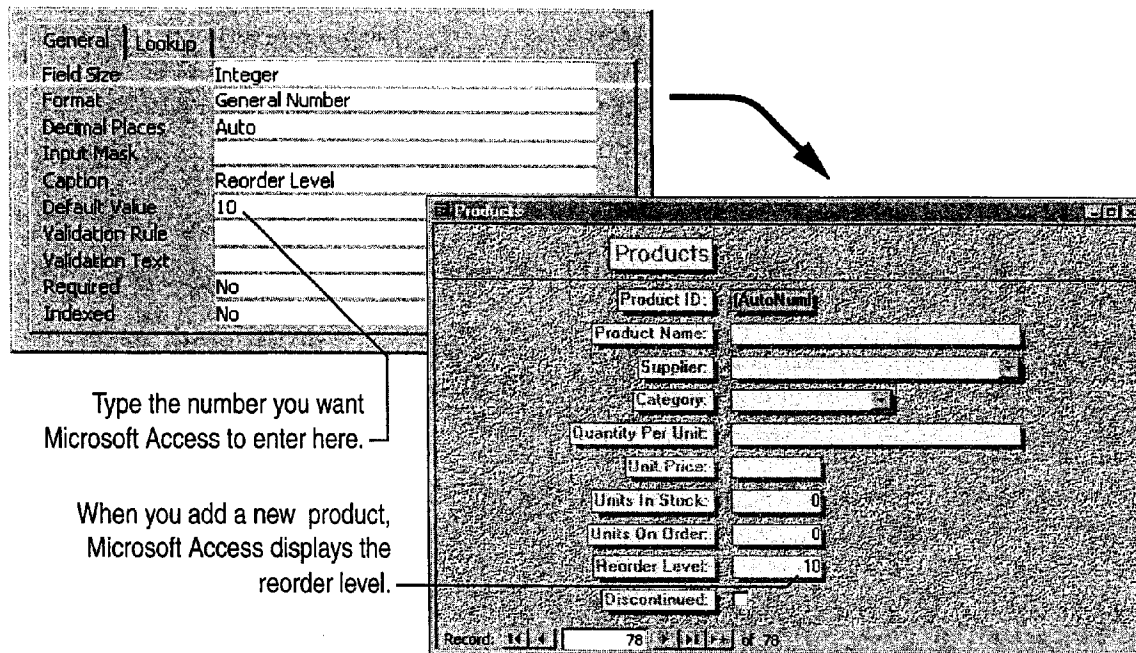 General Lookup
Field Size Integer
Format General Number
Decimal Places Auto
Input Mask
Caption Reorder Level
Default Value 10
Validation Rule
Validation Text
Required No
Indexed No
Type the number you want
Microsoft Access to enter here.
When you add a new product,
Microsoft Access displays the
reorder level.
Products
Products
Product ID: (AutoNum
Product Name:
Supplier:
Category:
Quantity Per Unit:
Unit Price:
Units In Stock: 0
Units On Order: 0
Reorder Level: 10
Discontinued:
Record: 78 of 78